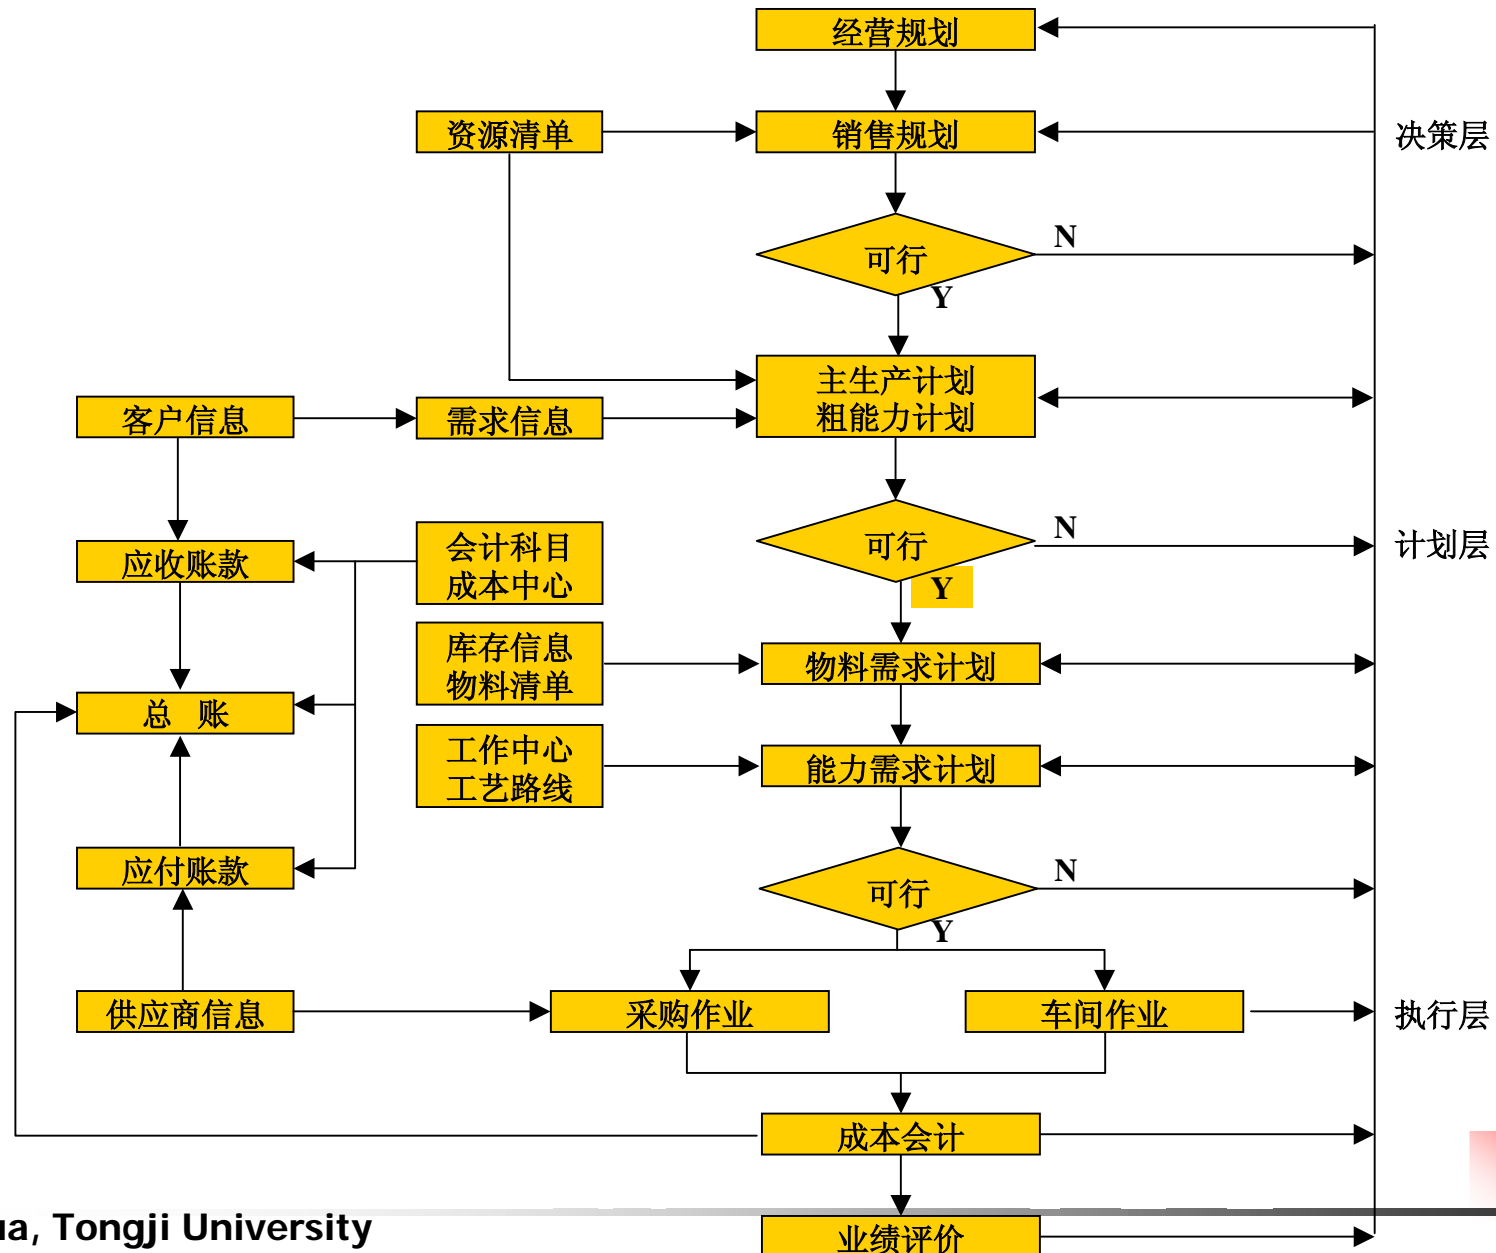 经营规划
资源清单
销售规划
决策层
可行
N
Y
主生产计划
粗能力计划
客户信息
需求信息
应收账款
会计科目
成本中心
可行
N
计划层
Y
库存信息
物料清单
物料需求计划
总 账
工作中心
工艺路线
能力需求计划
应付账款
可行
N
Y
供应商信息
采购作业
车间作业
执行层
成本会计
ua, Tongji University
业绩评价